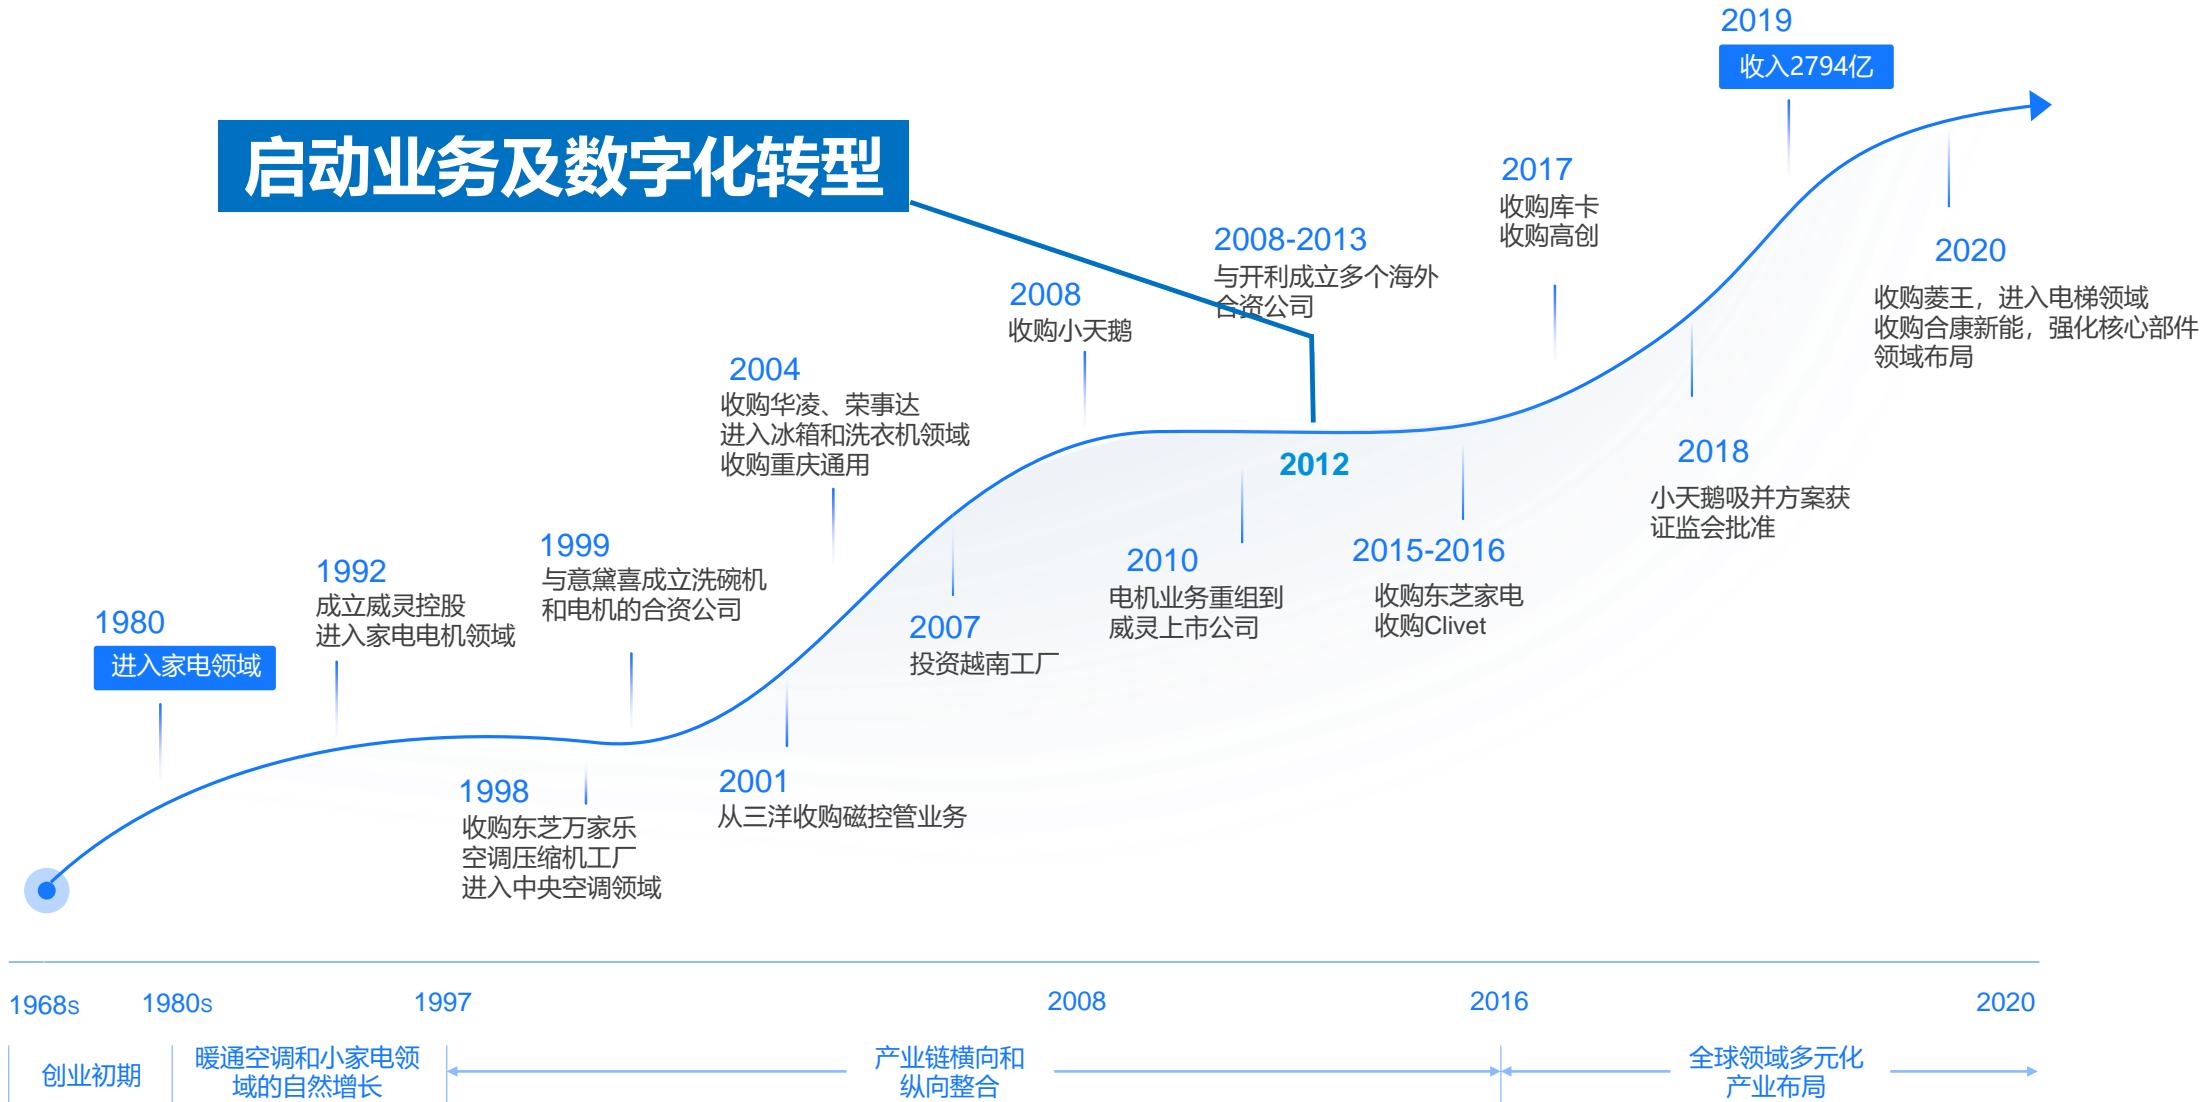 2019
收入2794亿
启动业务及数字化转型
2017
收购库卡
收购高创
2008-2013
与开利成立多个海外
合资公司
2020
收购菱王，进入电梯领域
收购合康新能，强化核心部件
领域布局
2008
收购小天鹅
2004
收购华凌、荣事达
进入冰箱和洗衣机领域
收购重庆通用
2012
2018
小天鹅吸并方案获
证监会批准
1999
与意黛喜成立洗碗机
和电机的合资公司
2010
电机业务重组到
威灵上市公司
2015-2016
收购东芝家电
收购Clivet
1992
成立威灵控股
进入家电电机领域
1980
进入家电领域
2007
投资越南工厂
2001
从三洋收购磁控管业务
1998
收购东芝万家乐
空调压缩机工厂
进入中央空调领域
1968s
1980s
1997
2008
2016
2020
创业初期
暖通空调和小家电领
域的自然增长
产业链横向和
纵向整合
全球领域多元化
产业布局